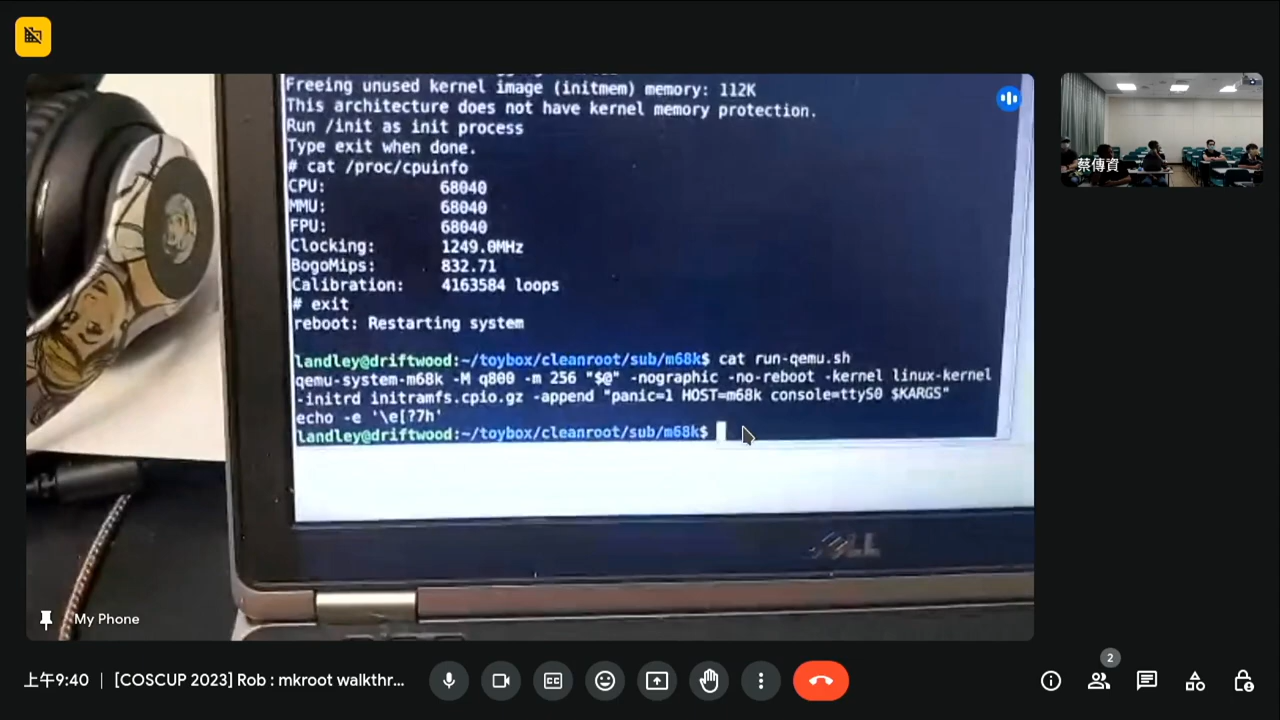 Freeing unused kernel image (initmem) memory: 112K
This architecture does not have kernel memory protection.
Run /init as init process
Type exit when done.
# cat /proc/cpuinfo
CPU: 68040
MMU: 68040
FPU: 68040
Clocking: 1249.0MHz
BogoMips: 832.71
Calibration: 4163584 loops
# exit
reboot: Restarting system
landley@driftwood:~/toybox/cleanroot/sub/m68k$ cat run-qemu.sh
qemu-system-m68k -M q800 -m 256 "$@" -nographic -no-reboot -kernel linux-kernel
-initrd initramfs.cpio.gz -append "panic=1 HOST=m68k console=ttyS0 $KARGS"
echo -e '\e[?7h'
landley@driftwood:~/toybox/cleanroot/sub/m68k$
DELL
My Phone
蔡傳資
上午9:40 | [COSCUP 2023] Rob : mkroot walkthr...
2